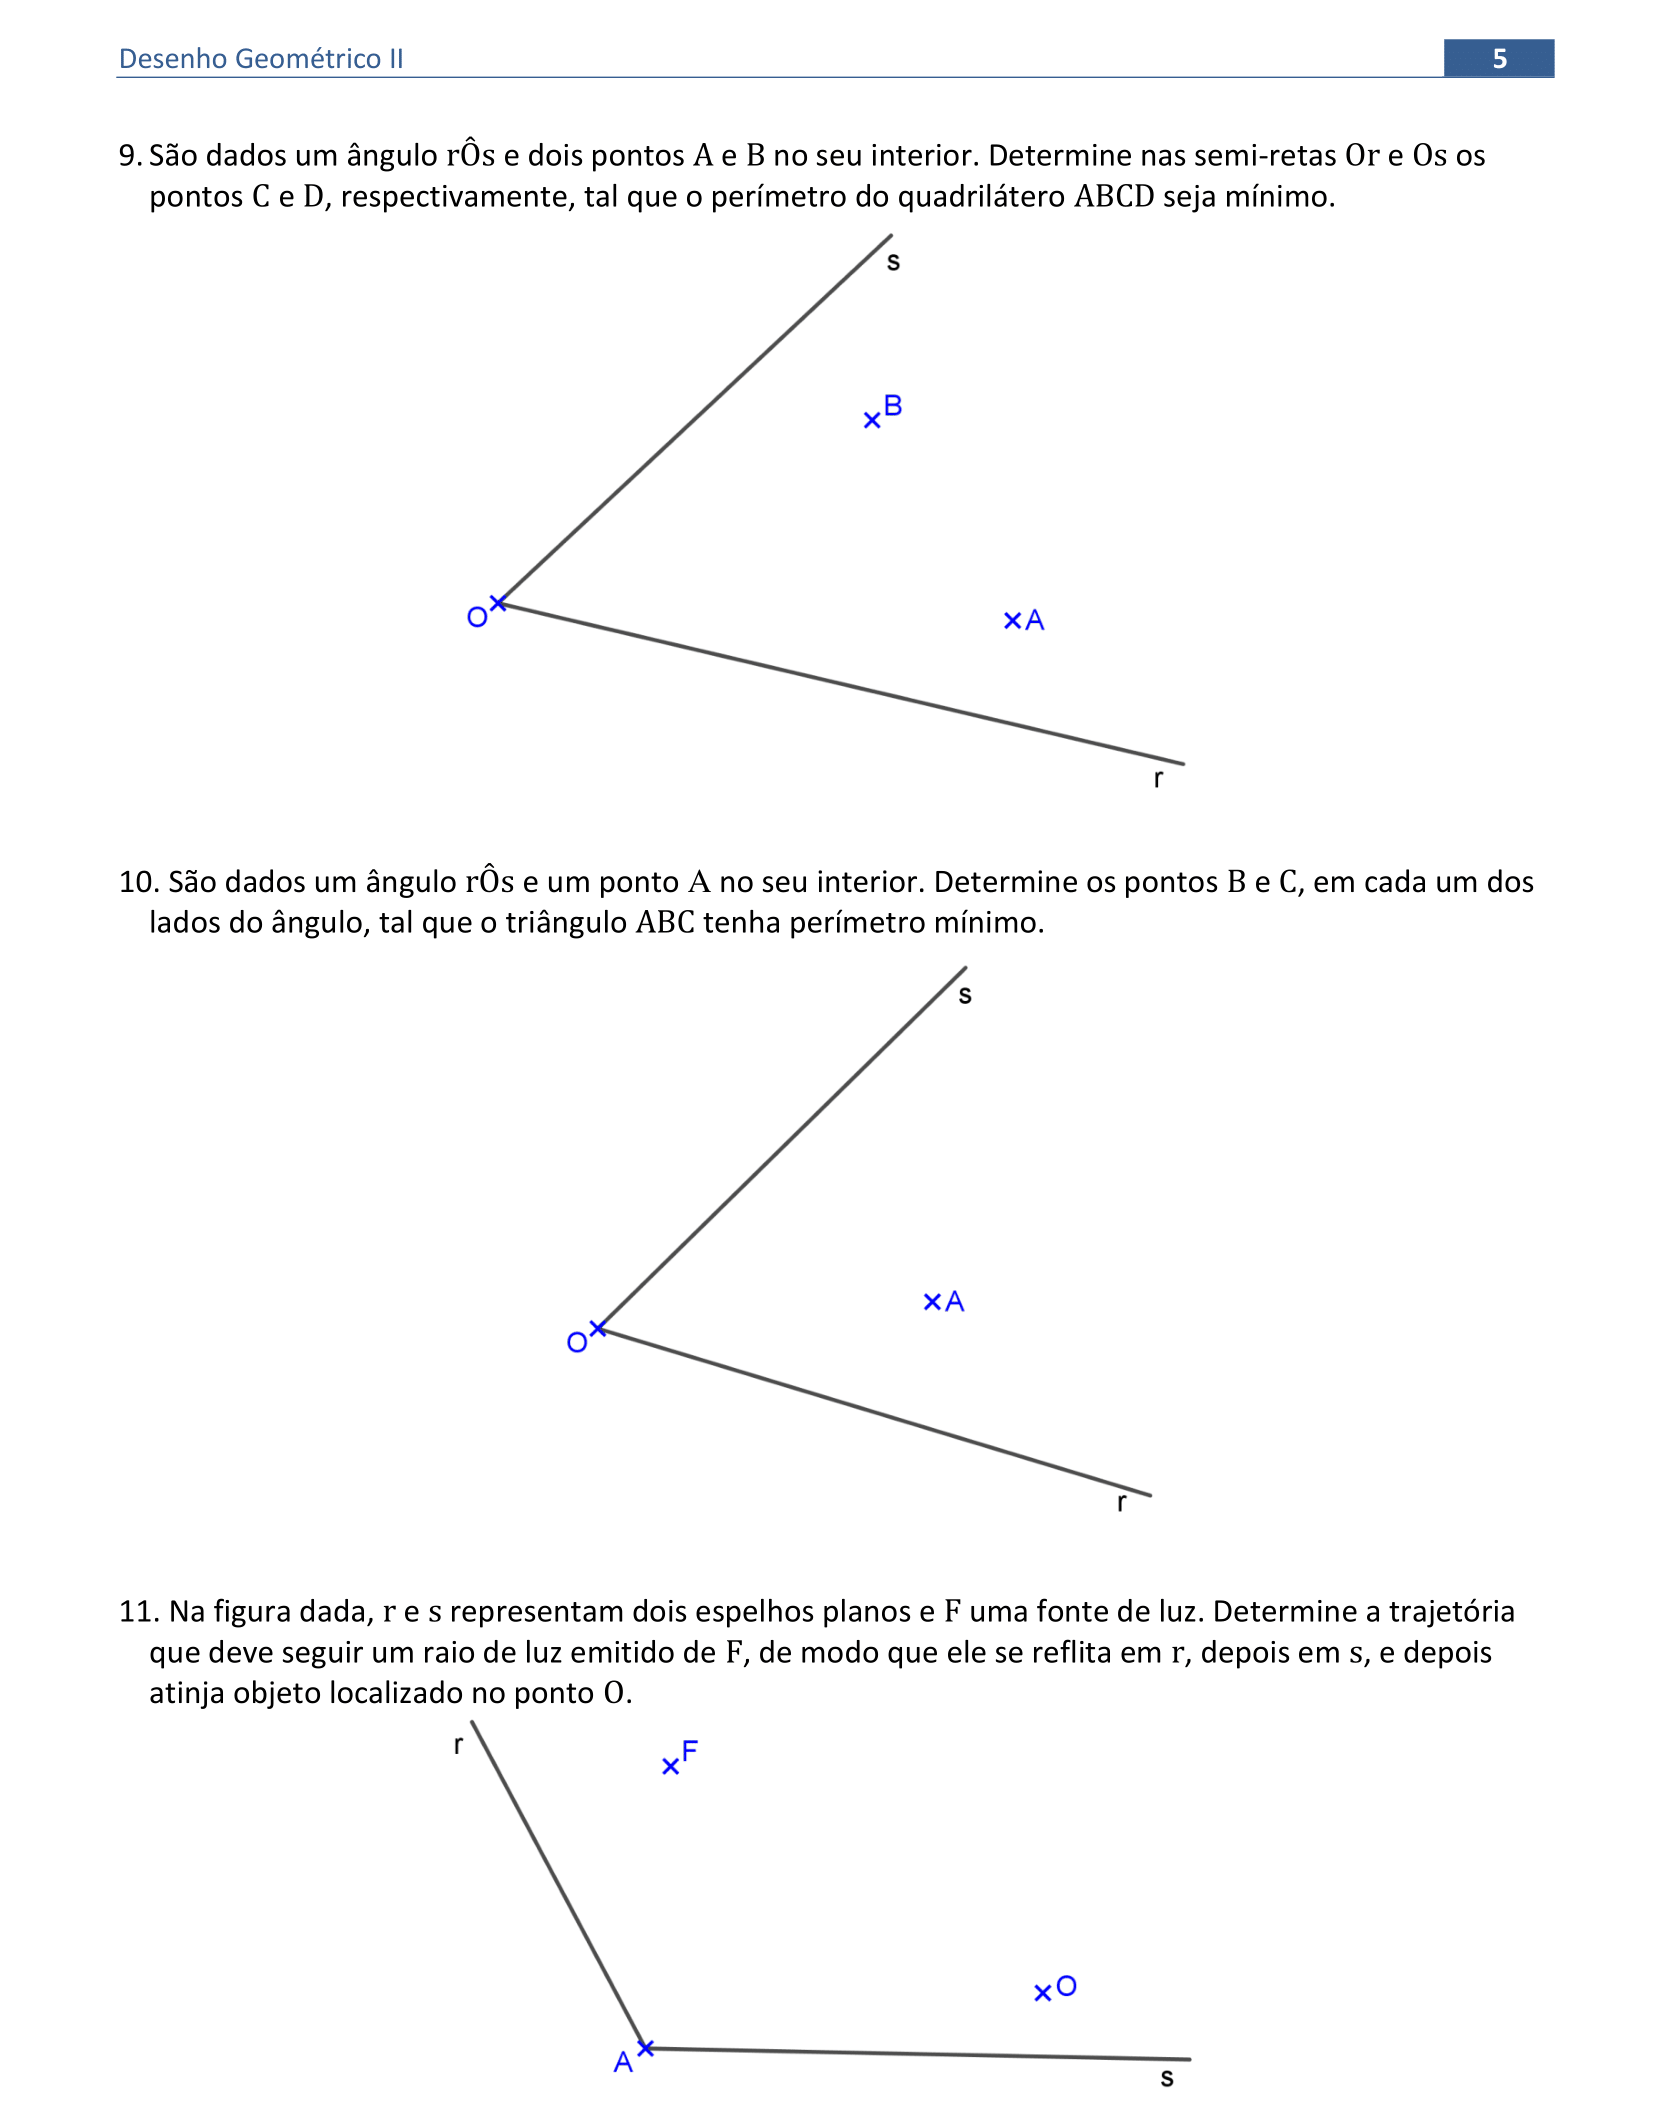 Desenho Geométrico II
5
9. São dados um ângulo rÔs e dois pontos A e B no seu interior. Determine nas semi-retas Or e Os os
pontos C e D, respectivamente, tal que o perímetro do quadrilátero ABCD seja mínimo.
s
B
O
A
r
10. São dados um ângulo rÔs e um ponto A no seu interior. Determine os pontos B e C, em cada um dos
lados do ângulo, tal que o triângulo ABC tenha perímetro mínimo.
s
A
O
r
11. Na figura dada, r e s representam dois espelhos planos e F uma fonte de luz. Determine a trajetória
que deve seguir um raio de luz emitido de F, de modo que ele se reflita em r, depois em s, e depois
atinja objeto localizado no ponto O.
r
F
O
A
s